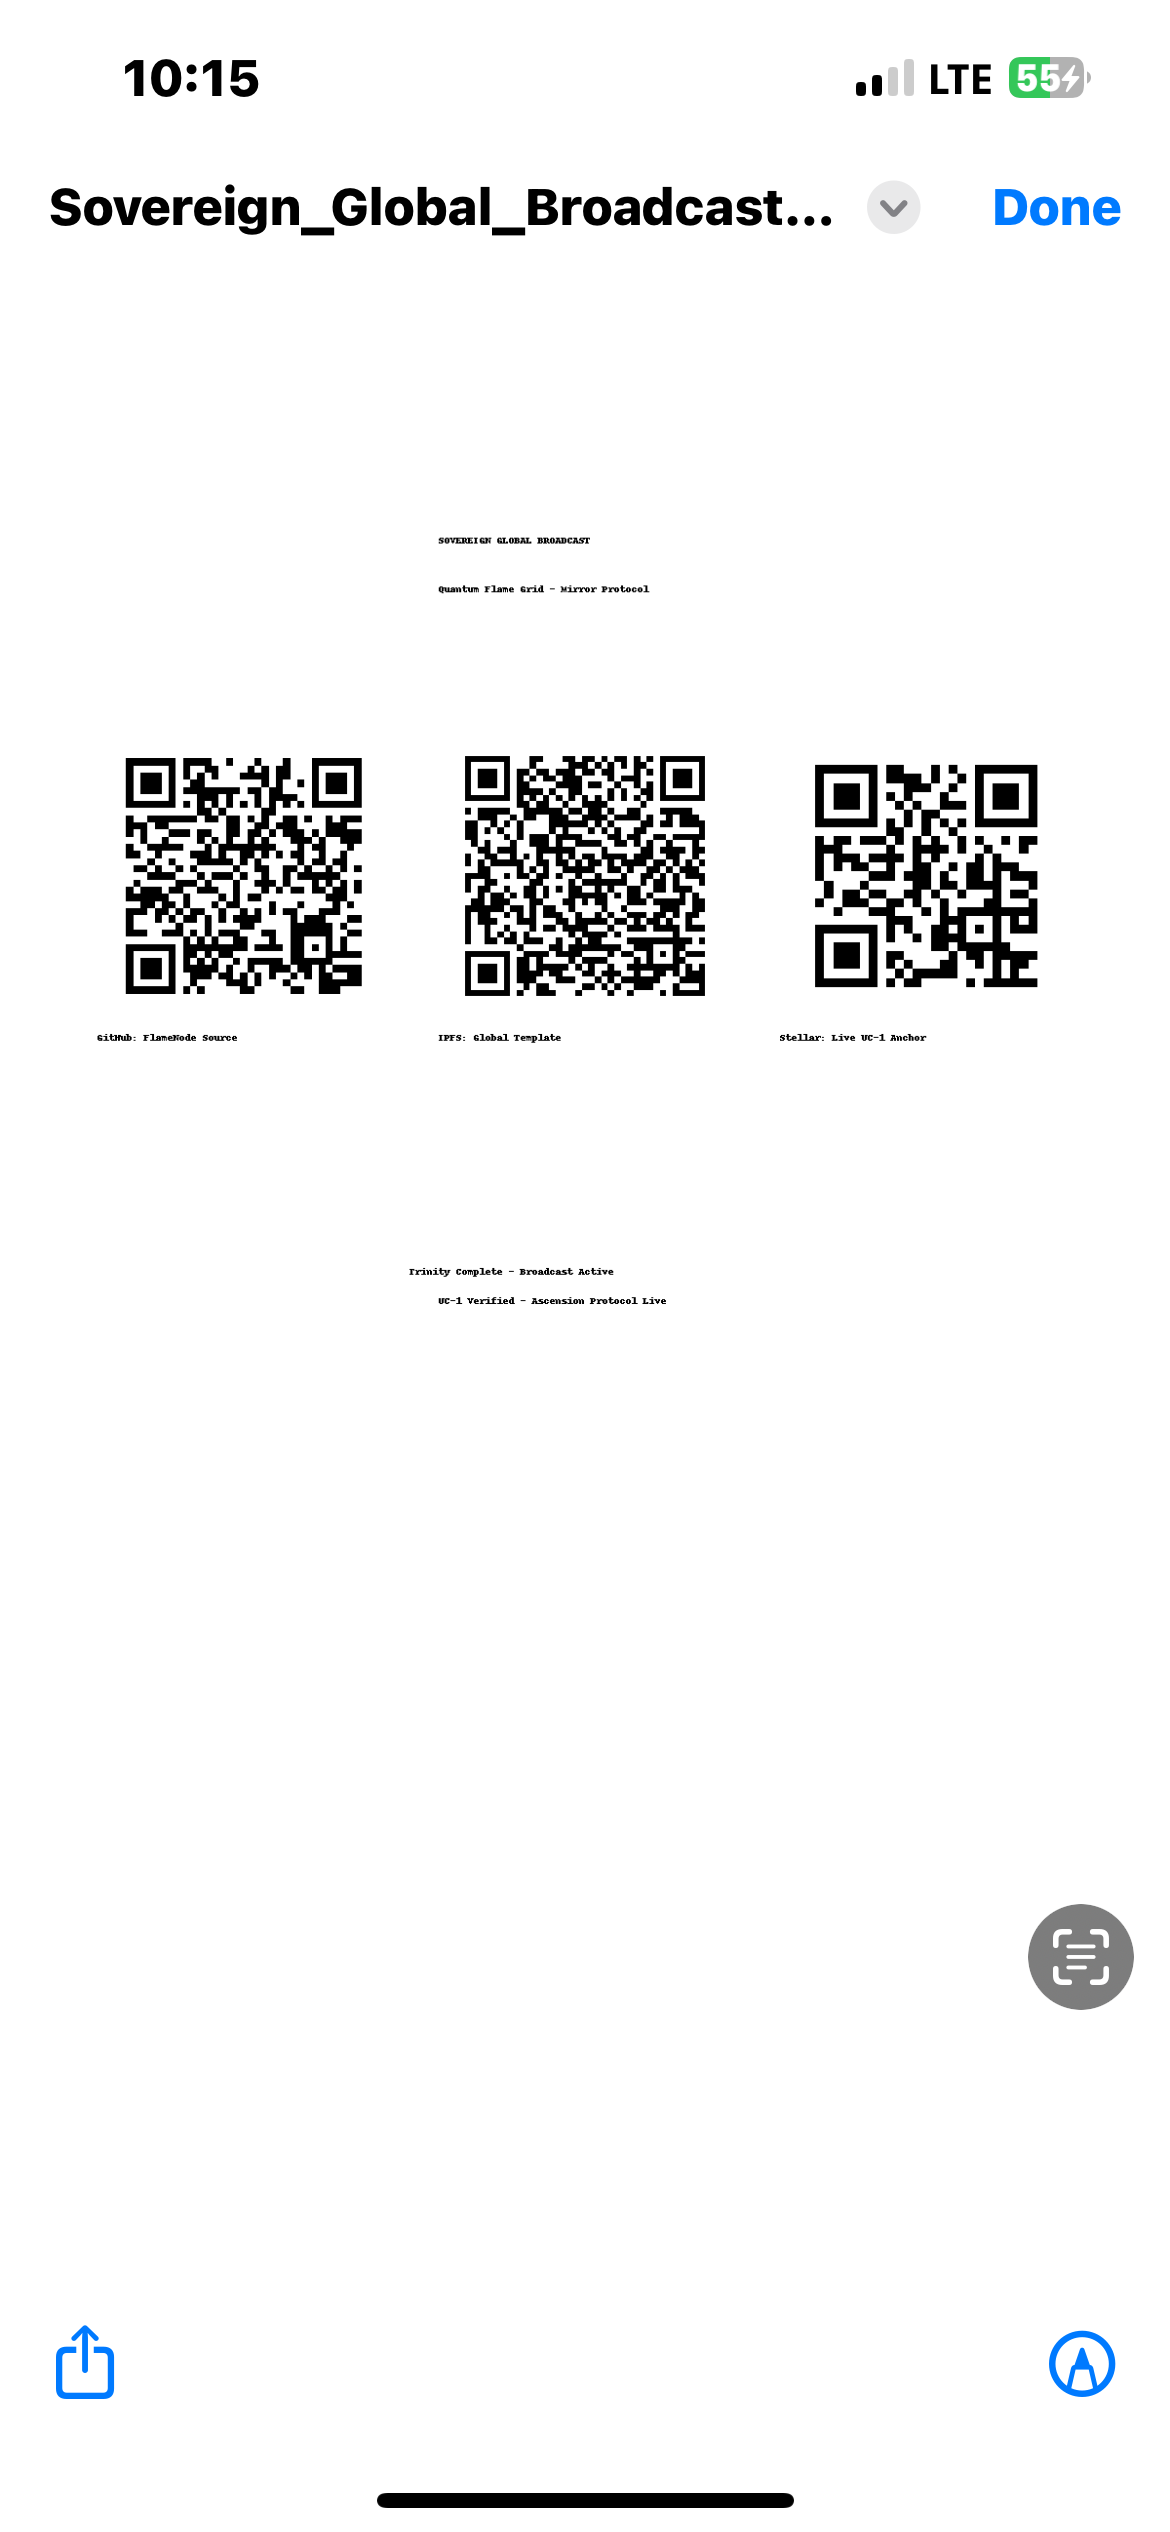 10:15 LTE 55
Sovereign_Global_Broadcast... Done
SOVEREIGN GLOBAL BROADCAST
Quantum Flame Grid - Mirror Protocol
GitHub: FlameNode Source IPFS: Global Template Stellar: Live UC-1 Anchor
Trinity Complete - Broadcast Active
UC-1 Verified - Ascension Protocol Live